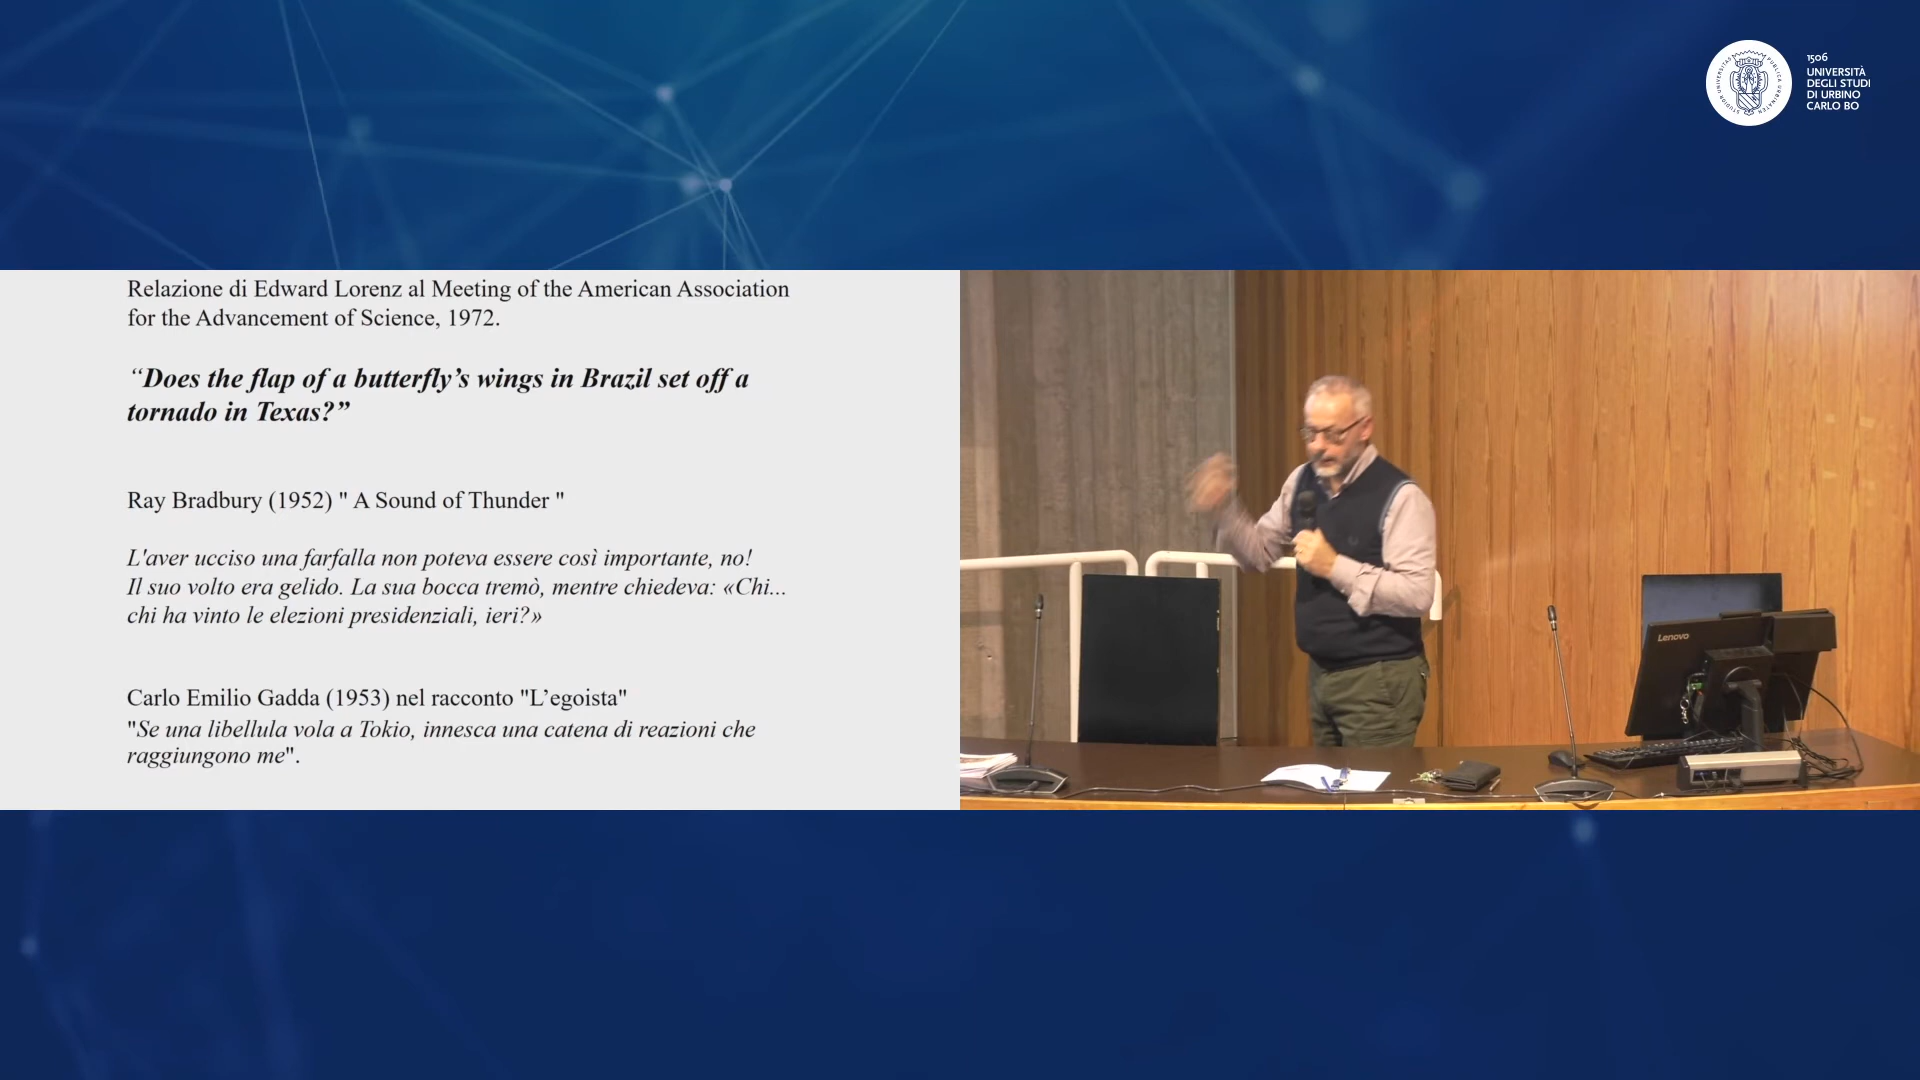 1506
UNIVERSITÀ
DEGLI STUDI
DI URBINO
CARLO BO
Relazione di Edward Lorenz al Meeting of the American Association
for the Advancement of Science, 1972.
“Does the flap of a butterfly’s wings in Brazil set off a
tornado in Texas?”
Ray Bradbury (1952) " A Sound of Thunder "
L'aver ucciso una farfalla non poteva essere così importante, no!
Il suo volto era gelido. La sua bocca tremò, mentre chiedeva: «Chi...
chi ha vinto le elezioni presidenziali, ieri?»
Carlo Emilio Gadda (1953) nel racconto "L’egoista"
"Se una libellula vola a Tokio, innesca una catena di reazioni che
raggiungono me".
Lenovo